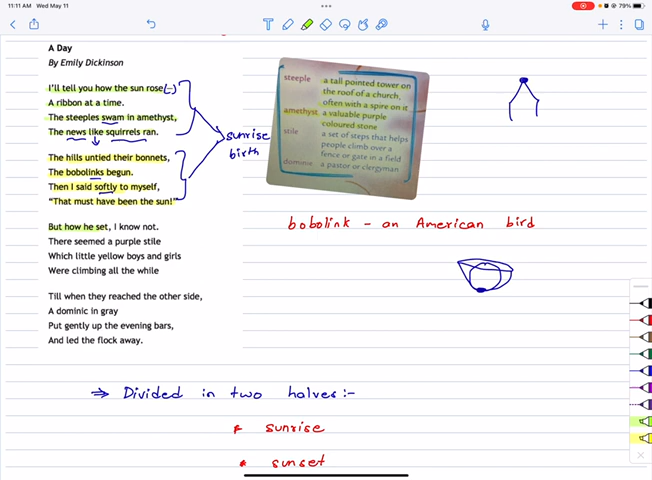 11:11 AM Wed May 11
79%
A Day
By Emily Dickinson
I'll tell you how the sun rose(-)
A ribbon at a time.
The steeples swam in amethyst,
The news like squirrels ran.
The hills untied their bonnets,
The bobolinks begun.
Then I said softly to myself,
"That must have been the sun!"
But how he set, I know not.
There seemed a purple stile
Which little yellow boys and girls
Were climbing all the while
Till when they reached the other side,
A dominic in gray
Put gently up the evening bars,
And led the flock away.
sunrise
birth
steeple a tall pointed tower on
the roof of a church,
often with a spire on it
amethyst a valuable purple
coloured stone
stile a set of steps that helps
people climb over a
fence or gate in a field
dominie a pastor or clergyman
bobolink - an American bird
⇒ Divided in two halves:-
* sunrise
* sunset